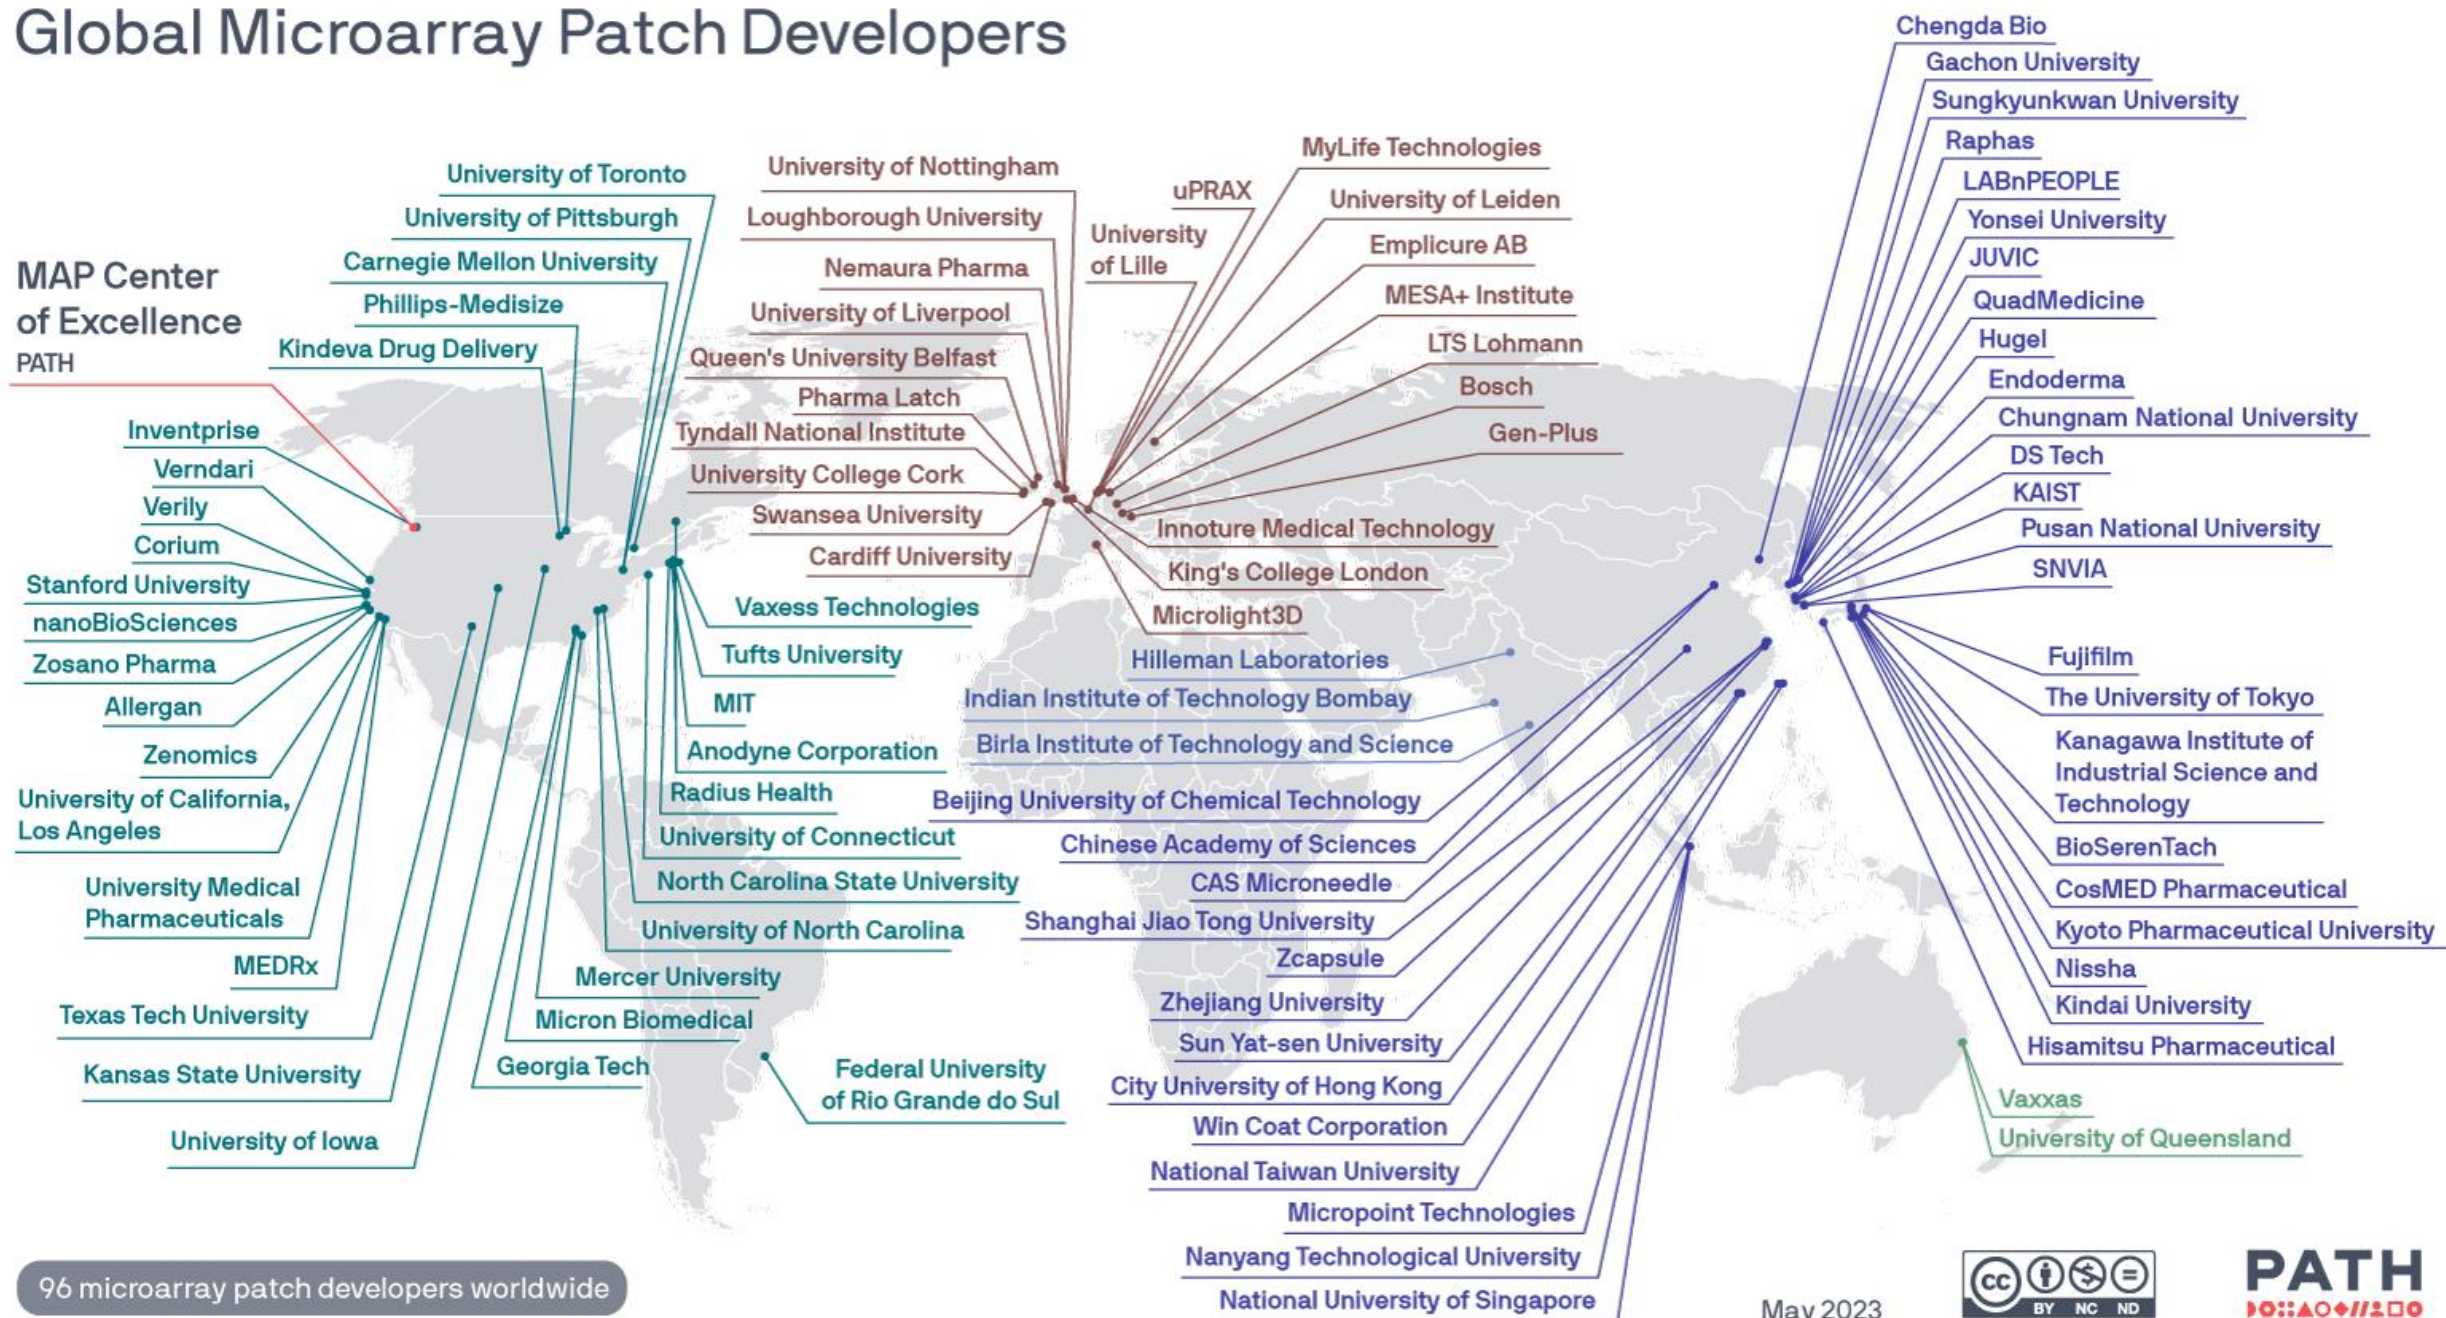 Global Microarray Patch Developers
MAP Center
of Excellence
PATH
University of Toronto
University of Pittsburgh
Carnegie Mellon University
Phillips-Medisize
Kindeva Drug Delivery
Inventprise
Verndari
Verily
Corium
Stanford University
nanoBioSciences
Zosano Pharma
Allergan
Zenomics
University of California,
Los Angeles
University Medical
Pharmaceuticals
MEDRx
Texas Tech University
Kansas State University
University of Iowa
Vaxess Technologies
Tufts University
MIT
Anodyne Corporation
Radius Health
University of Connecticut
North Carolina State University
University of North Carolina
Mercer University
Micron Biomedical
Georgia Tech
Federal University
of Rio Grande do Sul
University of Nottingham
Loughborough University
Nemaura Pharma
University of Liverpool
Queen's University Belfast
Pharma Latch
Tyndall National Institute
University College Cork
Swansea University
Cardiff University
uPRAX
University
of Lille
MyLife Technologies
University of Leiden
Emplicure AB
MESA+ Institute
LTS Lohmann
Bosch
Gen-Plus
Innoture Medical Technology
King's College London
Microlight3D
Hilleman Laboratories
Indian Institute of Technology Bombay
Birla Institute of Technology and Science
Beijing University of Chemical Technology
Chinese Academy of Sciences
CAS Microneedle
Shanghai Jiao Tong University
Zcapsule
Zhejiang University
Sun Yat-sen University
City University of Hong Kong
Win Coat Corporation
National Taiwan University
Micropoint Technologies
Nanyang Technological University
National University of Singapore
Chengda Bio
Gachon University
Sungkyunkwan University
Raphas
LABnPEOPLE
Yonsei University
JUVIC
QuadMedicine
Hugel
Endoderma
Chungnam National University
DS Tech
KAIST
Pusan National University
SNVIA
Fujifilm
The University of Tokyo
Kanagawa Institute of
Industrial Science and
Technology
BioSerenTach
CosMED Pharmaceutical
Kyoto Pharmaceutical University
Nissha
Kindai University
Hisamitsu Pharmaceutical
Vaxxas
University of Queensland
96 microarray patch developers worldwide
May 2023
cc
BY NC ND
PATH